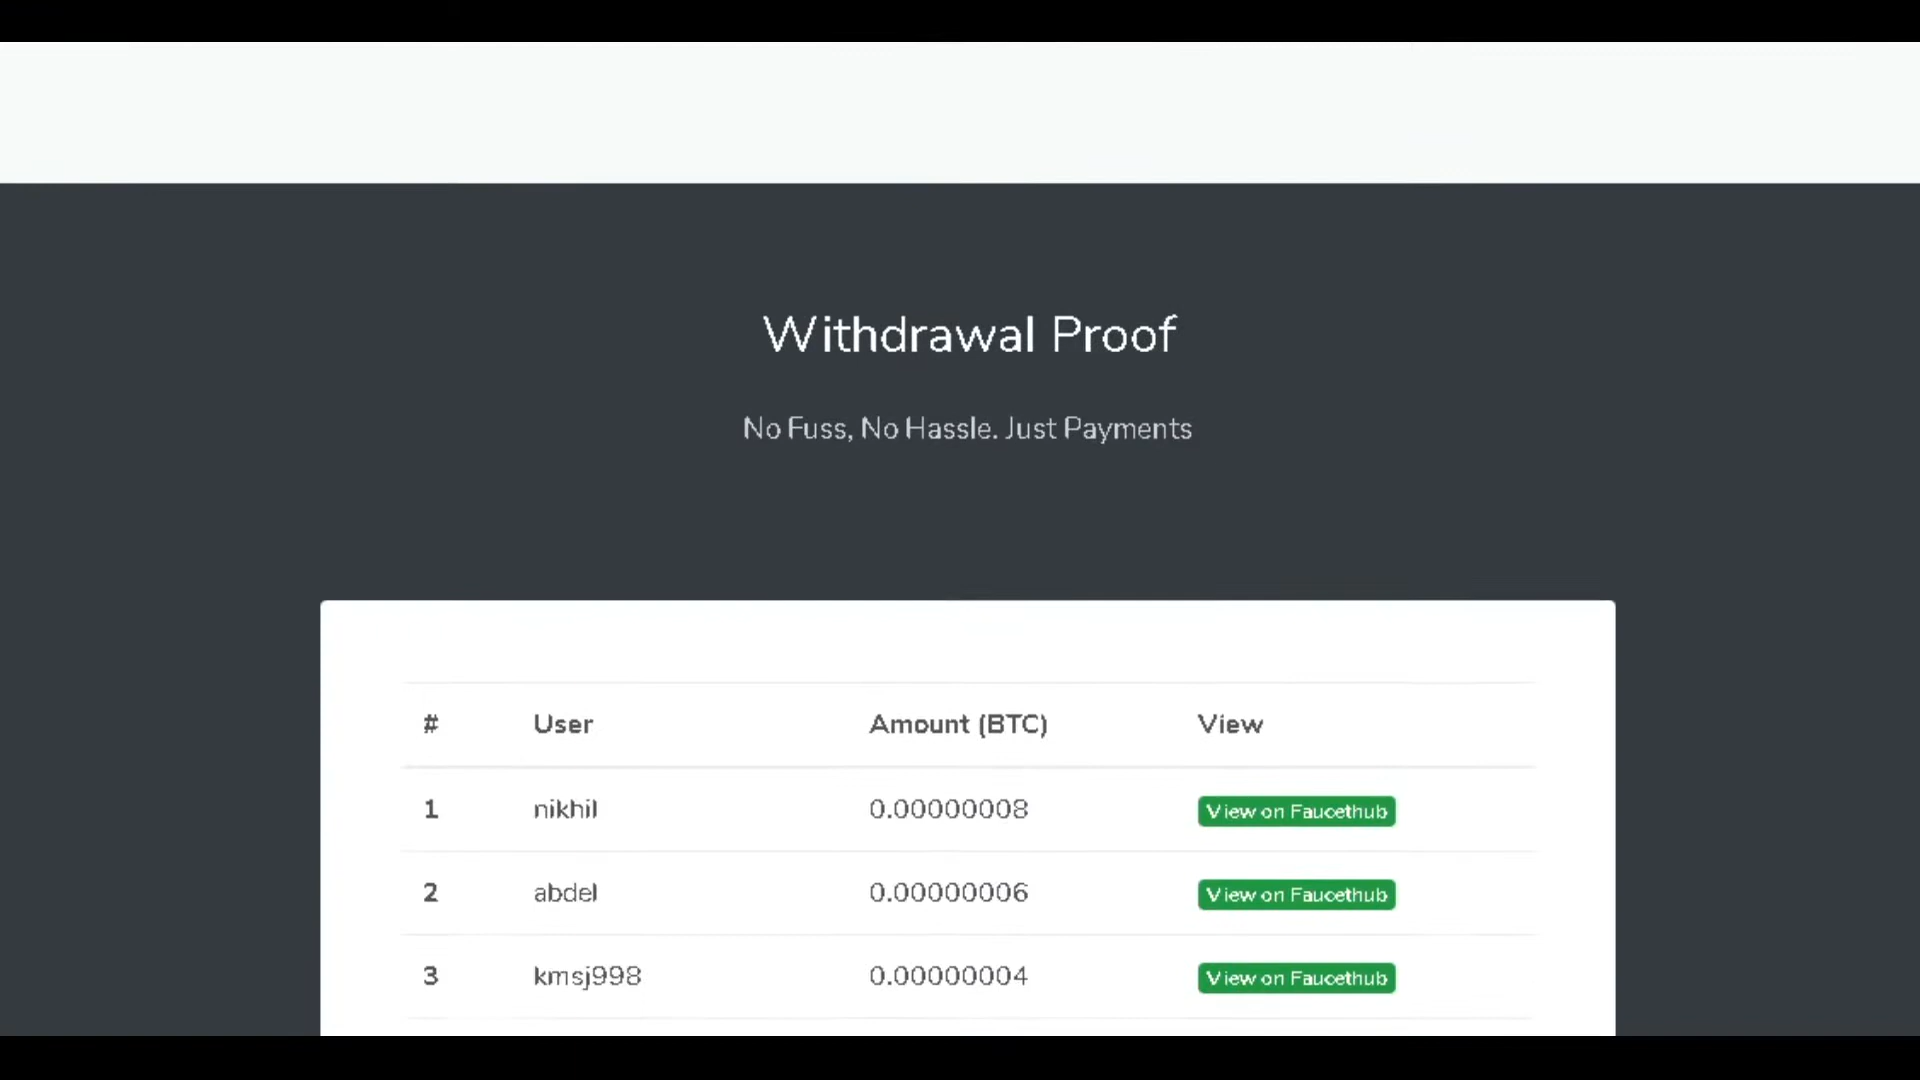 Withdrawal Proof
No Fuss, No Hassle. Just Payments
# User Amount (BTC) View
1 nikhil 0.00000008 View on Faucethub
2 abdel 0.00000006 View on Faucethub
3 kmsj998 0.00000004 View on Faucethub